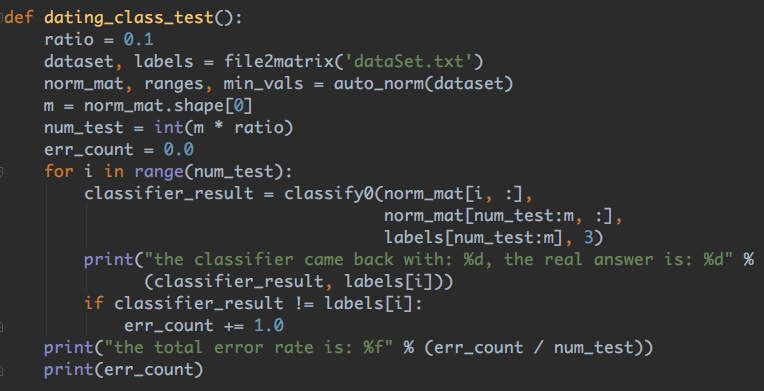 def dating_class_test():
    ratio = 0.1
    dataset, labels = file2matrix('dataSet.txt')
    norm_mat, ranges, min_vals = auto_norm(dataset)
    m = norm_mat.shape[0]
    num_test = int(m * ratio)
    err_count = 0.0
    for i in range(num_test):
        classifier_result = classify0(norm_mat[i, :],
                                      norm_mat[num_test:m, :],
                                      labels[num_test:m], 3)
        print("the classifier came back with: %d, the real answer is: %d" %
              (classifier_result, labels[i]))
        if classifier_result != labels[i]:
            err_count += 1.0
    print("the total error rate is: %f" % (err_count / num_test))
    print(err_count)